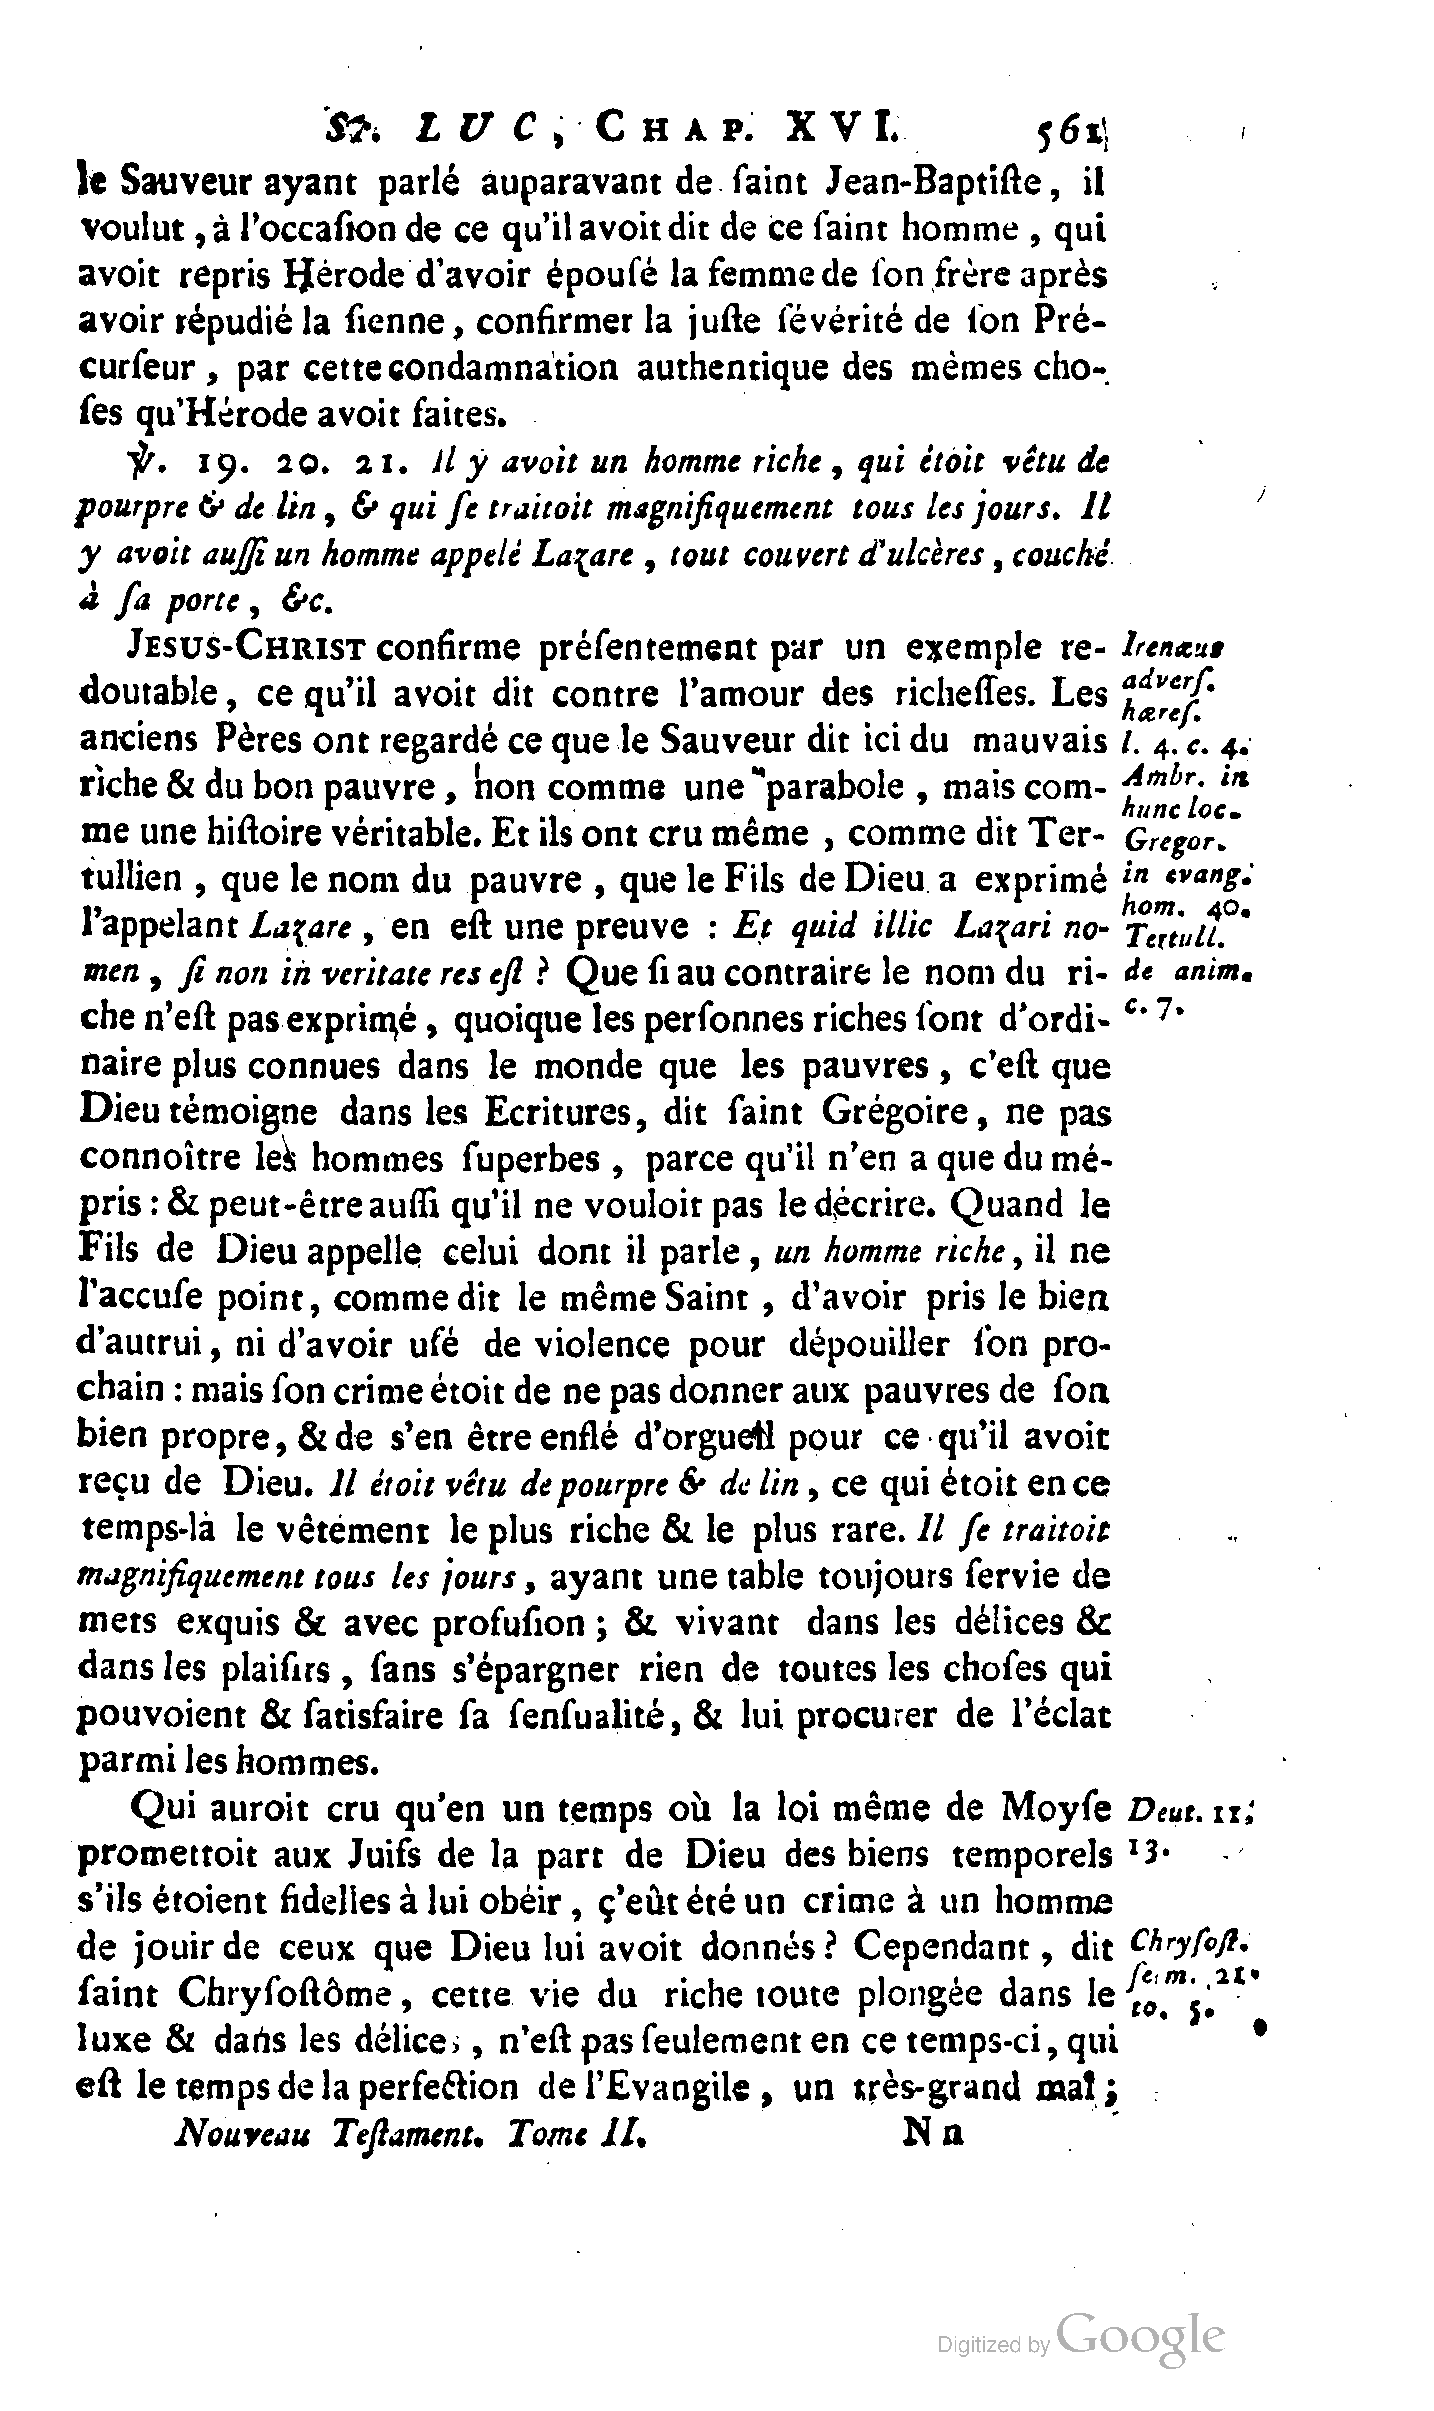 St. LUC, CHAP. XVI. 561
le Sauveur ayant parlé auparavant de ſaint Jean-Baptiſte, il
voulut, à l'occaſion de ce qu'il avoit dit de ce ſaint homme, qui
avoit repris Hérode d'avoir épouſé la femme de ſon frère après
avoir répudié la ſienne, confirmer la juſte ſévérité de ſon Pré-
curſeur, par cette condamnation authentique des mêmes cho-
ſes qu'Hérode avoit faites.
℣. 19. 20. 21. Il y avoit un homme riche, qui étoit vêtu de
pourpre & de lin, & qui ſe traitoit magnifiquement tous les jours. Il
y avoit auſſi un homme appelé Lazare, tout couvert d'ulcères, couché
à ſa porte, &c.
JESUS-CHRIST confirme préſentement par un exemple re-
doutable, ce qu'il avoit dit contre l'amour des richeſſes. Les
anciens Pères ont regardé ce que le Sauveur dit ici du mauvais
riche & du bon pauvre, non comme une parabole, mais com-
me une hiſtoire véritable. Et ils ont cru même, comme dit Ter-
tullien, que le nom du pauvre, que le Fils de Dieu a exprimé
l'appelant Lazare, en eſt une preuve : Et quid illic Lazari no-
men, ſi non in veritate res eſt ? Que ſi au contraire le nom du ri-
che n'eſt pas exprimé, quoique les perſonnes riches ſont d'ordi-
naire plus connues dans le monde que les pauvres, c'eſt que
Dieu témoigne dans les Ecritures, dit ſaint Grégoire, ne pas
connoître les hommes ſuperbes, parce qu'il n'en a que du mé-
pris : & peut-être auſſi qu'il ne vouloit pas le décrire. Quand le
Fils de Dieu appelle celui dont il parle, un homme riche, il ne
l'accuſe point, comme dit le même Saint, d'avoir pris le bien
d'autrui, ni d'avoir uſé de violence pour dépouiller ſon pro-
chain : mais ſon crime étoit de ne pas donner aux pauvres de ſon
bien propre, & de s'en être enflé d'orgueil pour ce qu'il avoit
reçu de Dieu. Il étoit vêtu de pourpre & de lin, ce qui étoit en ce
temps-là le vêtement le plus riche & le plus rare. Il ſe traitoit
magnifiquement tous les jours, ayant une table toujours ſervie de
mets exquis & avec profuſion ; & vivant dans les délices &
dans les plaiſirs, ſans s'épargner rien de toutes les choſes qui
pouvoient & ſatisfaire ſa ſenſualité, & lui procurer de l'éclat
parmi les hommes.
Qui auroit cru qu'en un temps où la loi même de Moyſe
promettoit aux Juifs de la part de Dieu des biens temporels
s'ils étoient fidelles à lui obéir, ç'eût été un crime à un homme
de jouir de ceux que Dieu lui avoit donnés ? Cependant, dit
ſaint Chryſoſtôme, cette vie du riche toute plongée dans le
luxe & dans les délices, n'eſt pas ſeulement en ce temps-ci, qui
eſt le temps de la perfection de l'Evangile, un très-grand mal ;
Irenæus
adverſ.
hæreſ.
l. 4. c. 4.
Ambr. in
hunc loc.
Gregor.
in evang.
hom. 40.
Tertull.
de anim.
c. 7.
Deut. 11.
13.
Chryſoſt.
ſerm. 21.
to. 5.
Nouveau Teſtament. Tome II. N n
Digitized by Google